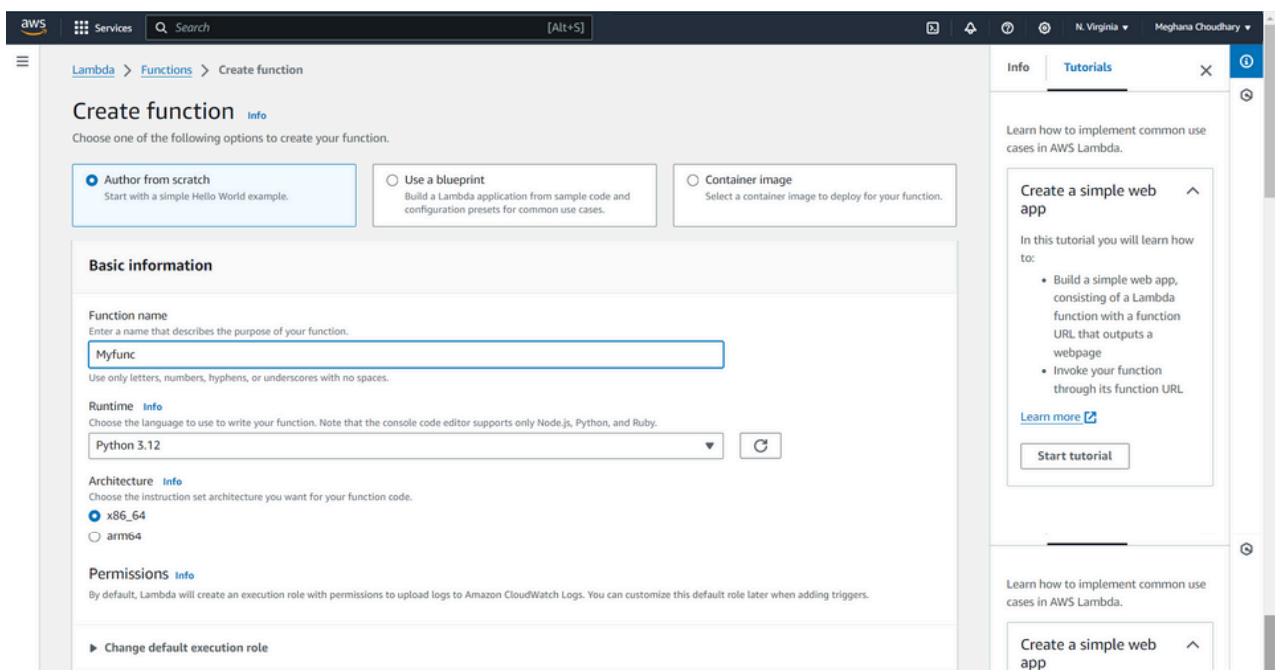 aws
Services
Search
[Alt+S]
N. Virginia
Meghana Choudhary
Lambda > Functions > Create function
Create function Info
Choose one of the following options to create your function.
Author from scratch
Start with a simple Hello World example.
Use a blueprint
Build a Lambda application from sample code and
configuration presets for common use cases.
Container image
Select a container image to deploy for your function.
Basic information
Function name
Enter a name that describes the purpose of your function.
Myfunc
Use only letters, numbers, hyphens, or underscores with no spaces.
Runtime Info
Choose the language to use to write your function. Note that the console code editor supports only Node.js, Python, and Ruby.
Python 3.12
Architecture Info
Choose the instruction set architecture you want for your function code.
x86_64
arm64
Permissions Info
By default, Lambda will create an execution role with permissions to upload logs to Amazon CloudWatch Logs. You can customize this default role later when adding triggers.
Change default execution role
Info
Tutorials
Learn how to implement common use
cases in AWS Lambda.
Create a simple web
app
In this tutorial you will learn how
to:
• Build a simple web app,
consisting of a Lambda
function with a function
URL that outputs a
webpage
• Invoke your function
through its function URL
Learn more
Start tutorial
Learn how to implement common use
cases in AWS Lambda.
Create a simple web
app